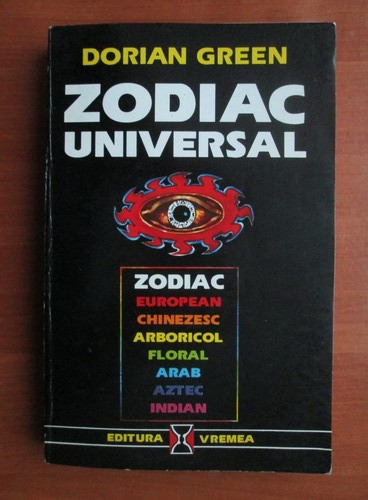 DORIAN GREEN
ZODIAC
UNIVERSAL
ZODIAC
EUROPEAN
CHINEZESC
ARBORICOL
FLORAL
ARAB
AZTEC
INDIAN
EDITURA VREMEA